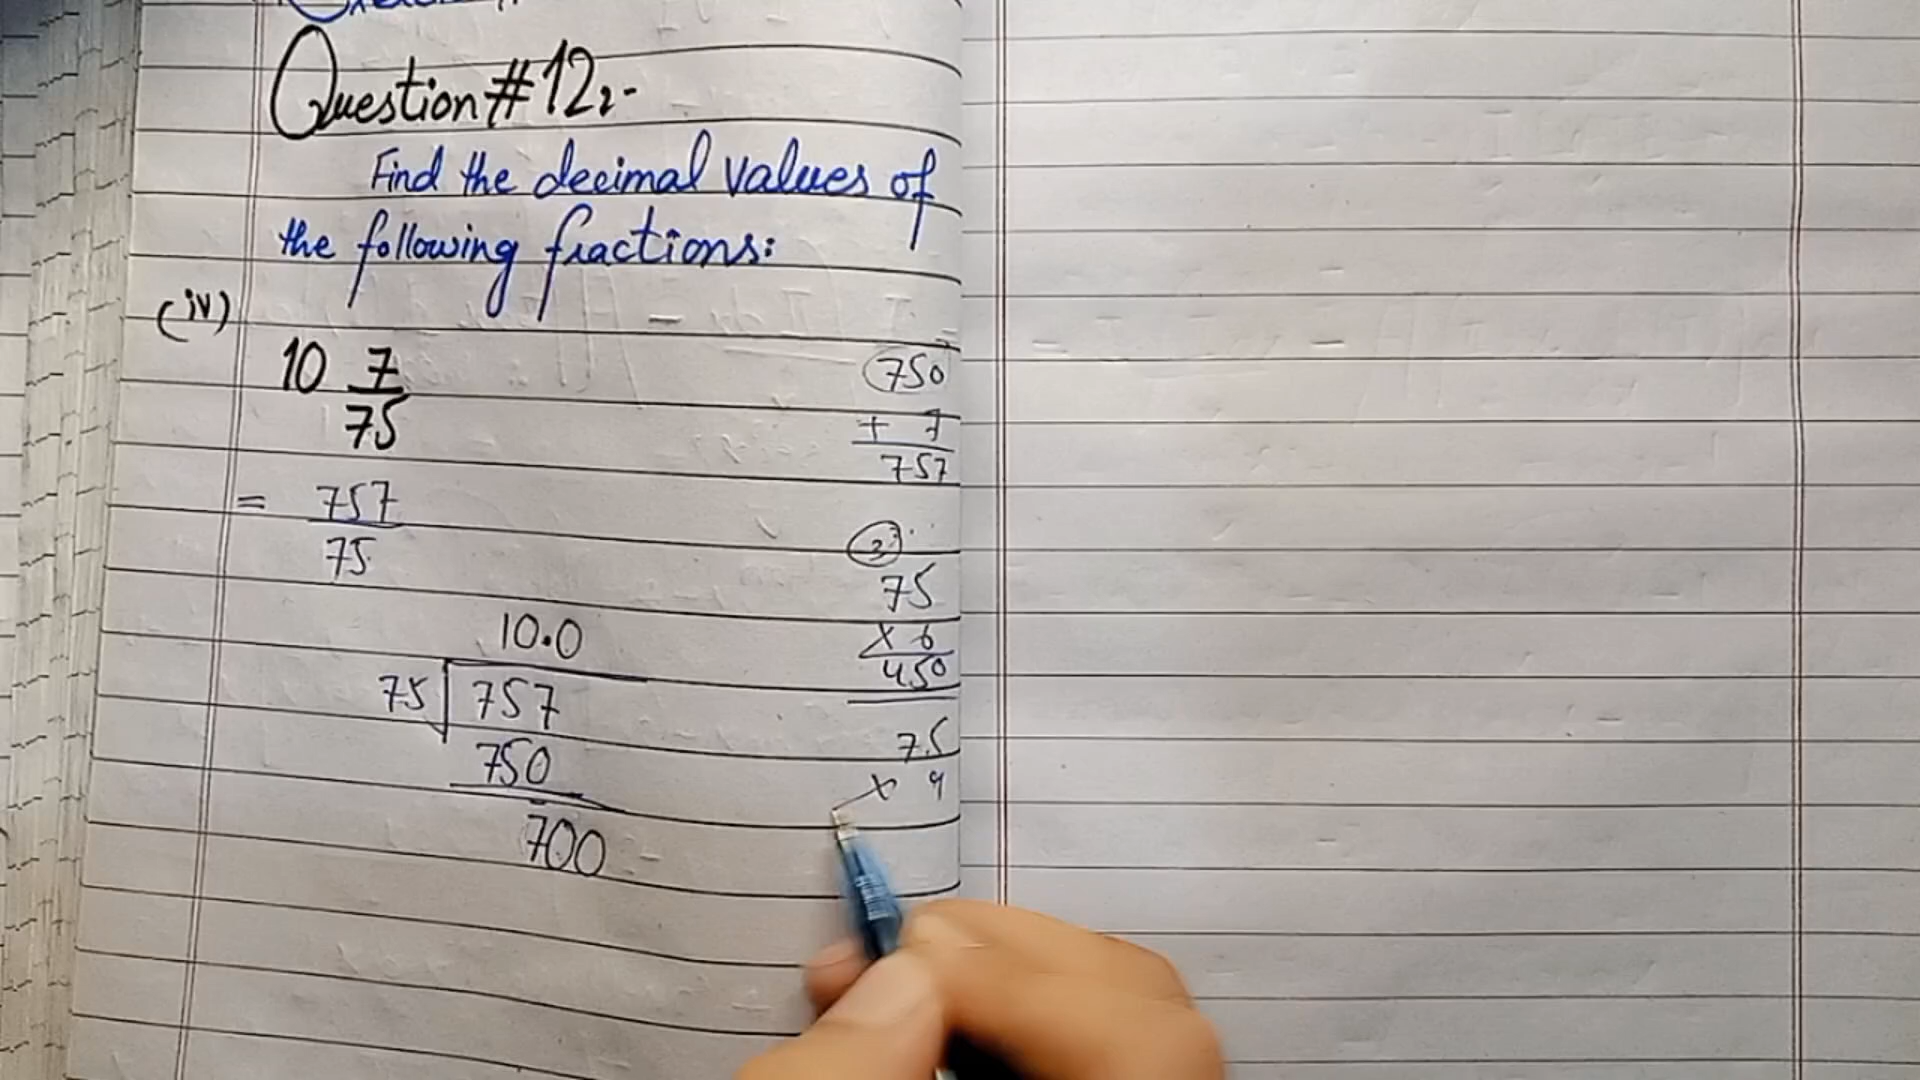 Question #12:-
Find the decimal values of
the following fractions:
(iv)
10 7/75
750
+ 7
757
= 757/75
3
75
x 6
450
10.0
75 757
750
700
75
x 9